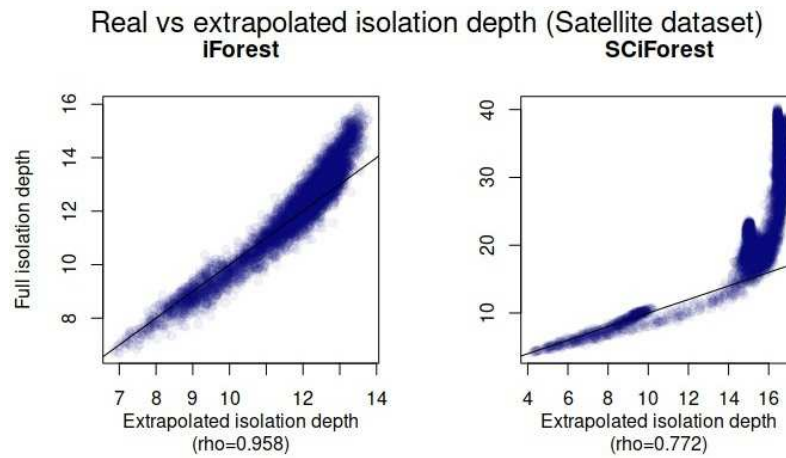 Real vs extrapolated isolation depth (Satellite dataset)
iForest
SCiForest
Full isolation depth
16
14
12
10
8
7 8 9 10 12 14
Extrapolated isolation depth
(rho=0.958)
40
30
20
10
4 6 8 10 12 14 16
Extrapolated isolation depth
(rho=0.772)